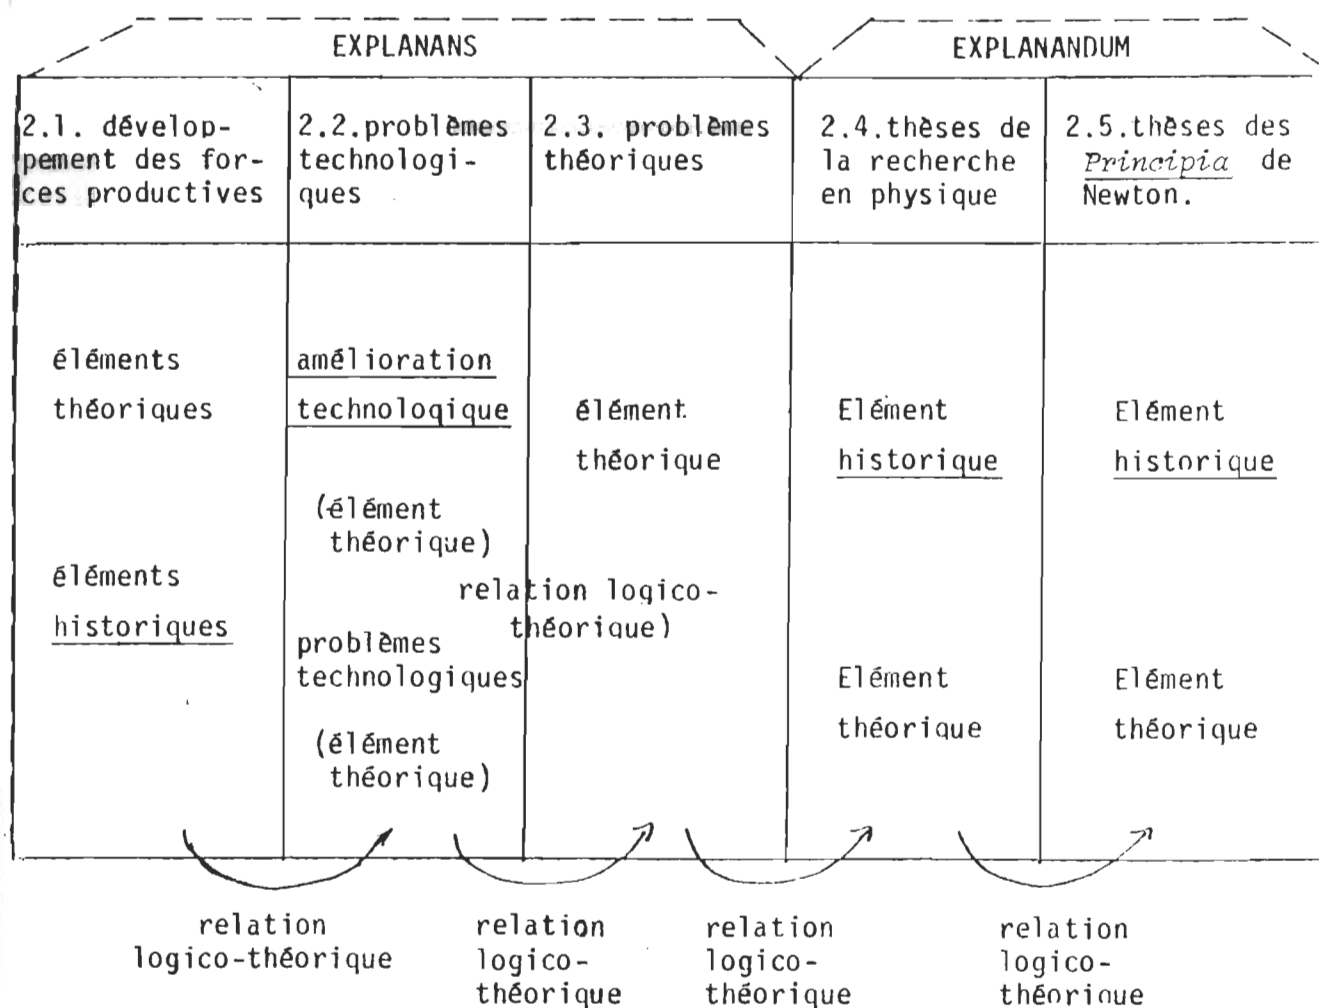 EXPLANANS
EXPLANANDUM
2.1. dévelop-
pement des for-
ces productives
2.2.problèmes
technologi-
ques
2.3. problèmes
théoriques
2.4.thèses de
la recherche
en physique
2.5.thèses des
Principia de
Newton.
éléments
théoriques
éléments
historiques
amélioration
technologique
(élément
théorique)
problèmes
technologiques
(élément
théorique)
élément
théorique
relation logico-
théorique)
Elément
historique
Elément
théorique
Elément
historique
Elément
théorique
relation
logico-théorique
relation
logico-
théorique
relation
logico-
théorique
relation
logico-
théorique